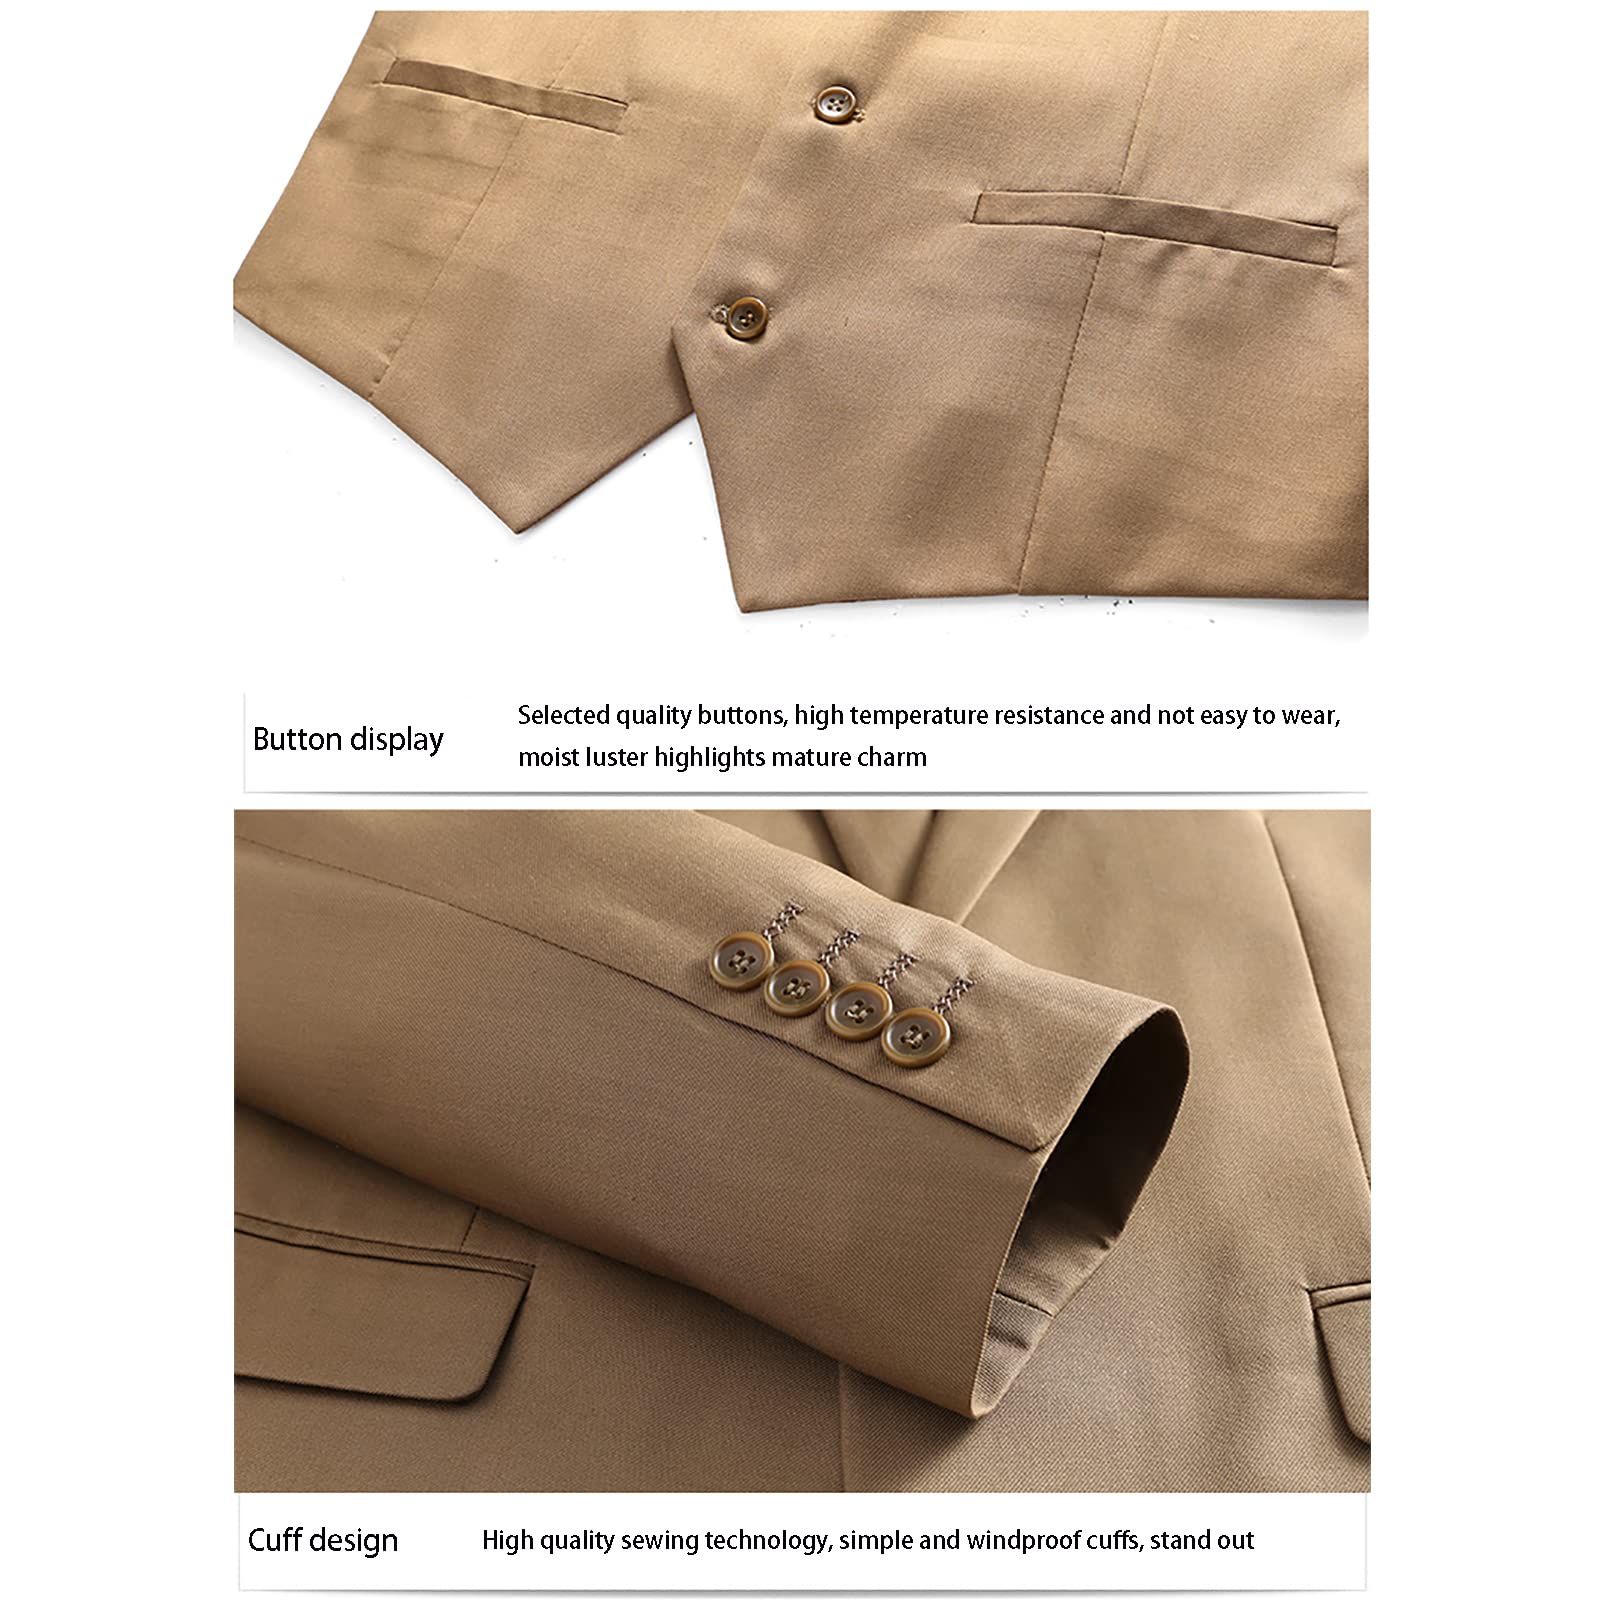 Button display
Selected quality buttons, high temperature resistance and not easy to wear,
moist luster highlights mature charm
Cuff design
High quality sewing technology, simple and windproof cuffs, stand out